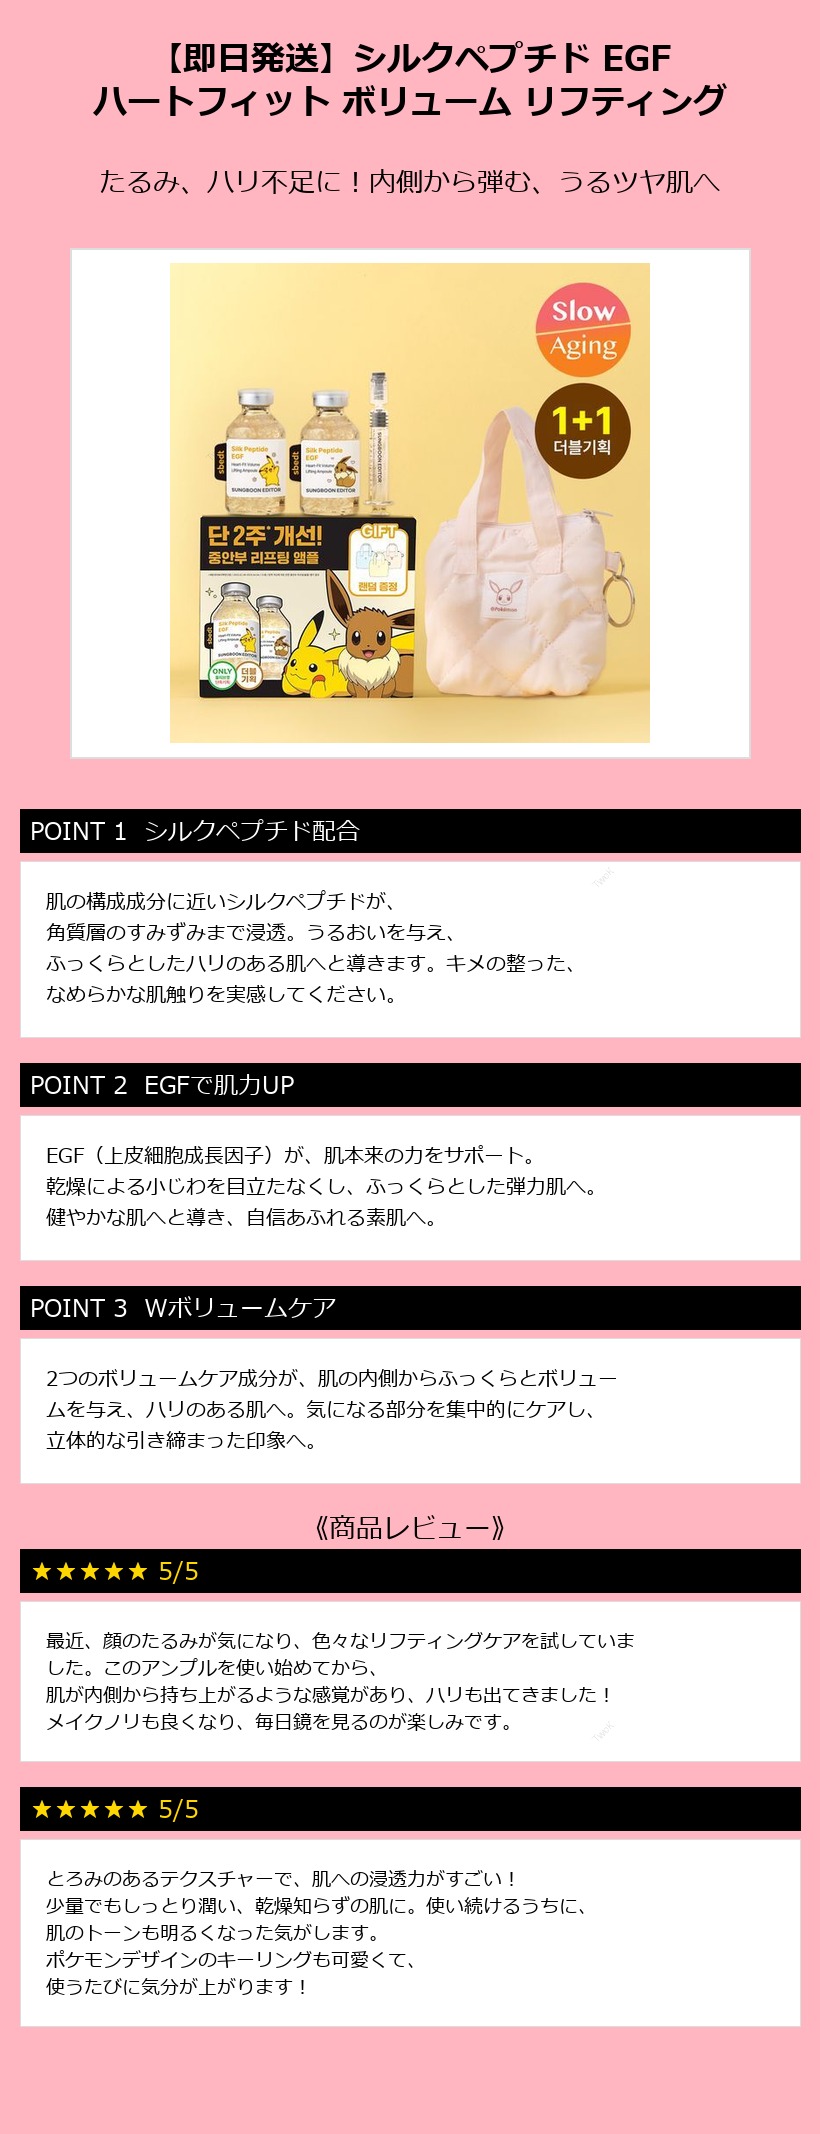 【即日発送】シルクペプチド EGF
ハートフィット ボリューム リフティング
たるみ、ハリ不足に！内側から弾む、うるツヤ肌へ
Slow
Aging
1+1
더블기획
sbedt
Silk Peptide
EGF
Heart-Fit Volume
Lifting Ampoule
SUNGBOON EDITOR
sbedt
Silk Peptide
EGF
Heart-Fit Volume
Lifting Ampoule
SUNGBOON EDITOR
SUNGBOON EDITOR
단 2주* 개선!
중안부 리프팅 앰플
GIFT
랜덤 증정
sbedt
Silk Peptide
EGF
Heart-Fit Volume
Lifting Ampoule
SUNGBOON EDITOR
ONLY
더블
기획
POINT 1 シルクペプチド配合
肌の構成成分に近いシルクペプチドが、
角質層のすみずみまで浸透。うるおいを与え、
ふっくらとしたハリのある肌へと導きます。キメの整った、
なめらかな肌触りを実感してください。
POINT 2 EGFで肌力UP
EGF（上皮細胞成長因子）が、肌本来の力をサポート。
乾燥による小じわを目立たなくし、ふっくらとした弾力肌へ。
健やかな肌へと導き、自信あふれる素肌へ。
POINT 3 Wボリュームケア
2つのボリュームケア成分が、肌の内側からふっくらとボリュー
ムを与え、ハリのある肌へ。気になる部分を集中的にケアし、
立体的な引き締まった印象へ。
《商品レビュー》
★★★★★ 5/5
最近、顔のたるみが気になり、色々なリフティングケアを試していま
した。このアンプルを使い始めてから、
肌が内側から持ち上がるような感覚があり、ハリも出てきました！
メイクノリも良くなり、毎日鏡を見るのが楽しみです。
★★★★★ 5/5
とろみのあるテクスチャーで、肌への浸透力がすごい！
少量でもしっとり潤い、乾燥知らずの肌に。使い続けるうちに、
肌のトーンも明るくなった気がします。
ポケモンデザインのキーリングも可愛くて、
使うたびに気分が上がります！